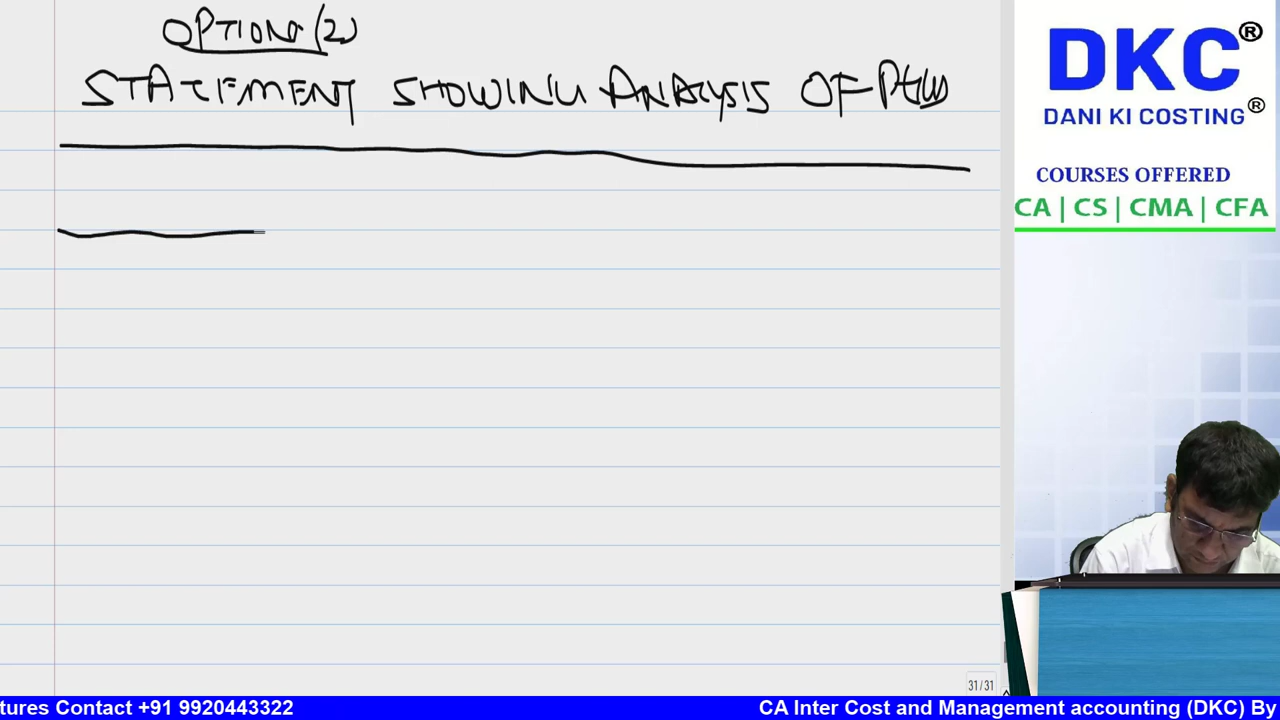 OPTION (2)
STATEMENT SHOWING ANALYSIS OF
DKC®
DANI KI COSTING®
COURSES OFFERED
CA | CS | CMA | CFA
31/31
tures Contact +91 9920443322
CA Inter Cost and Management accounting (DKC) By